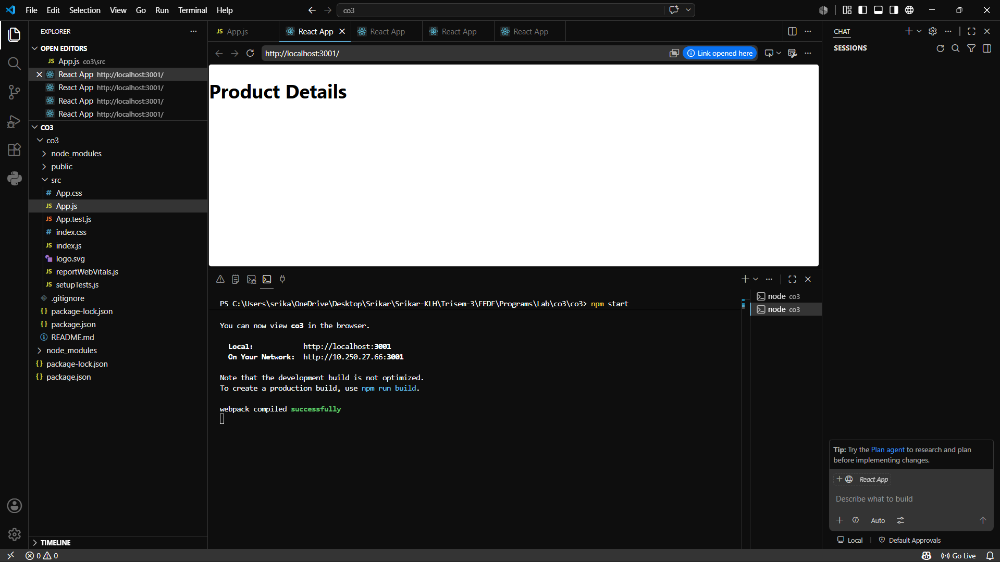 File Edit Selection View Go Run Terminal Help
co3
EXPLORER
OPEN EDITORS
JS App.js co3\src
React App http://localhost:3001/
React App http://localhost:3001/
React App http://localhost:3001/
React App http://localhost:3001/
CO3
co3
node_modules
public
src
# App.css
JS App.js
JS App.test.js
# index.css
JS index.js
logo.svg
JS reportWebVitals.js
JS setupTests.js
.gitignore
{} package-lock.json
{} package.json
README.md
node_modules
{} package-lock.json
{} package.json
TIMELINE
JS App.js React App React App React App React App
http://localhost:3001/ Link opened here
Product Details
PS C:\Users\srika\OneDrive\Desktop\Srikar\Srikar-KLH\Trisem-3\FEDF\Programs\Lab\co3\co3> npm start
You can now view co3 in the browser.
Local: http://localhost:3001
On Your Network: http://10.250.27.66:3001
Note that the development build is not optimized.
To create a production build, use npm run build.
webpack compiled successfully
node co3
node co3
CHAT
SESSIONS
Tip: Try the Plan agent to research and plan
before implementing changes.
React App
Describe what to build
Auto
Local Default Approvals
0 0 Go Live